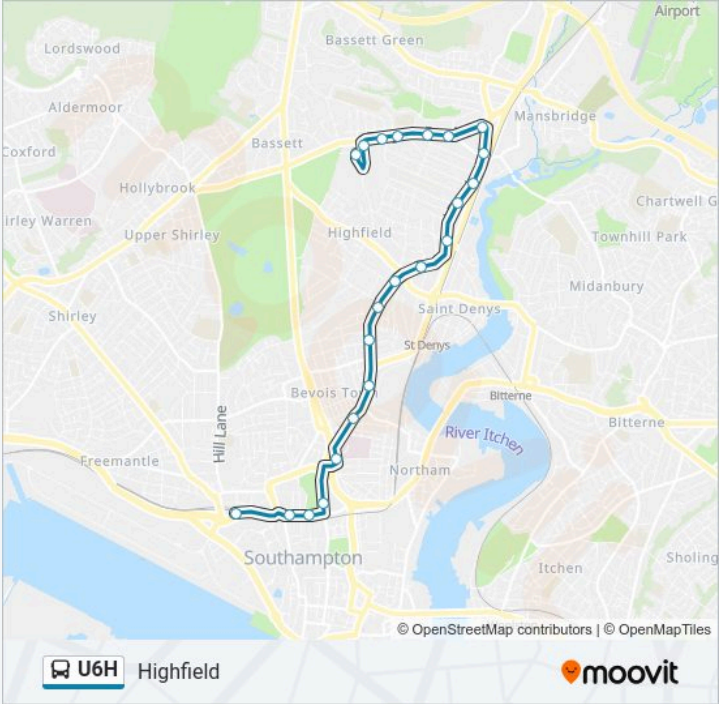 Airport
Bassett Green
Lordswood
Aldermoor
Mansbridge
Bassett
Coxford
Hollybrook
Chartwell G
irley Warren
Upper Shirley
Highfield
Townhill Park
Midanbury
Shirley
Saint Denys
St Denys
Bevois To
Bitterne
Hill Lane
Bitterne
River Itchen
Freemantle
Northam
Southampton
Itchen
Sholing
© OpenStreetMap contributors | © OpenMapTiles
U6H Highfield
moovit